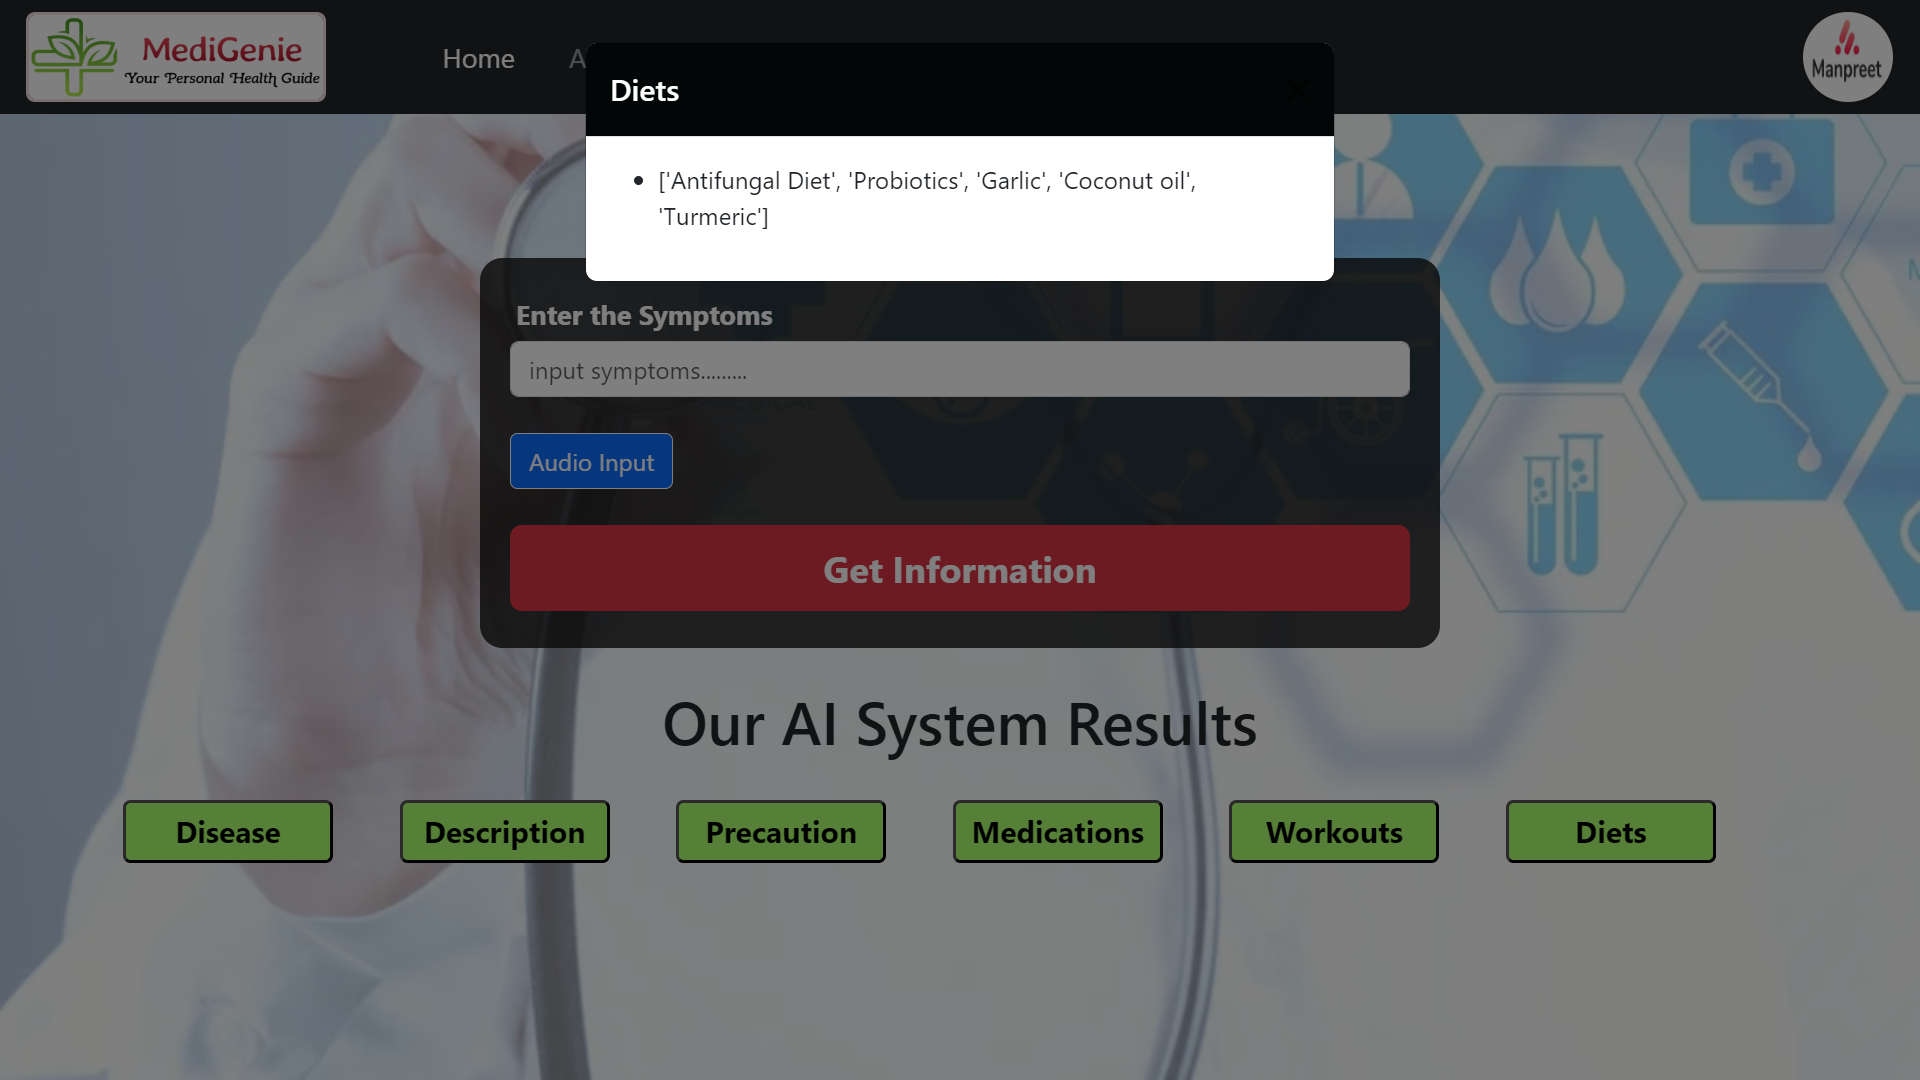 MediGenie
Your Personal Health Guide
Home
A
Manpreet
Diets
['Antifungal Diet', 'Probiotics', 'Garlic', 'Coconut oil',
'Turmeric']
Enter the Symptoms
input symptoms.........
MEDICAL
Audio Input
Get Information
Our AI System Results
Disease
Description
Precaution
Medications
Workouts
Diets